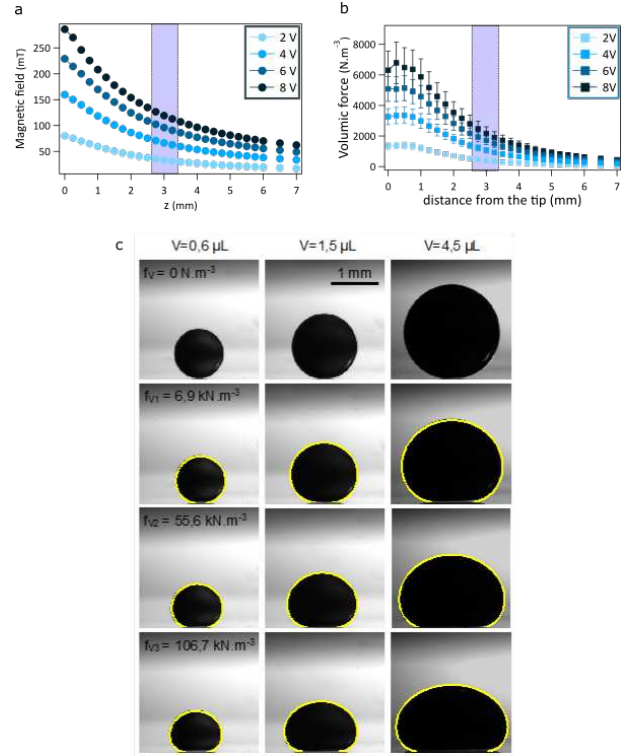 a
Magnetic field (mT)
250
200
150
100
50
0
1
2
3
4
5
6
7
z (mm)
2 V
4 V
6 V
8 V
b
Volumic force (N.m⁻³)
8000
6000
4000
2000
0
0
1
2
3
4
5
6
7
distance from the tip (mm)
2V
4V
6V
8V
c
V=0,6 µL V=1,5 µL V=4,5 µL
fV = 0 N.m⁻³
1 mm
fV1 = 6,9 kN.m⁻³
fV2 = 55,6 kN.m⁻³
fV3 = 106,7 kN.m⁻³